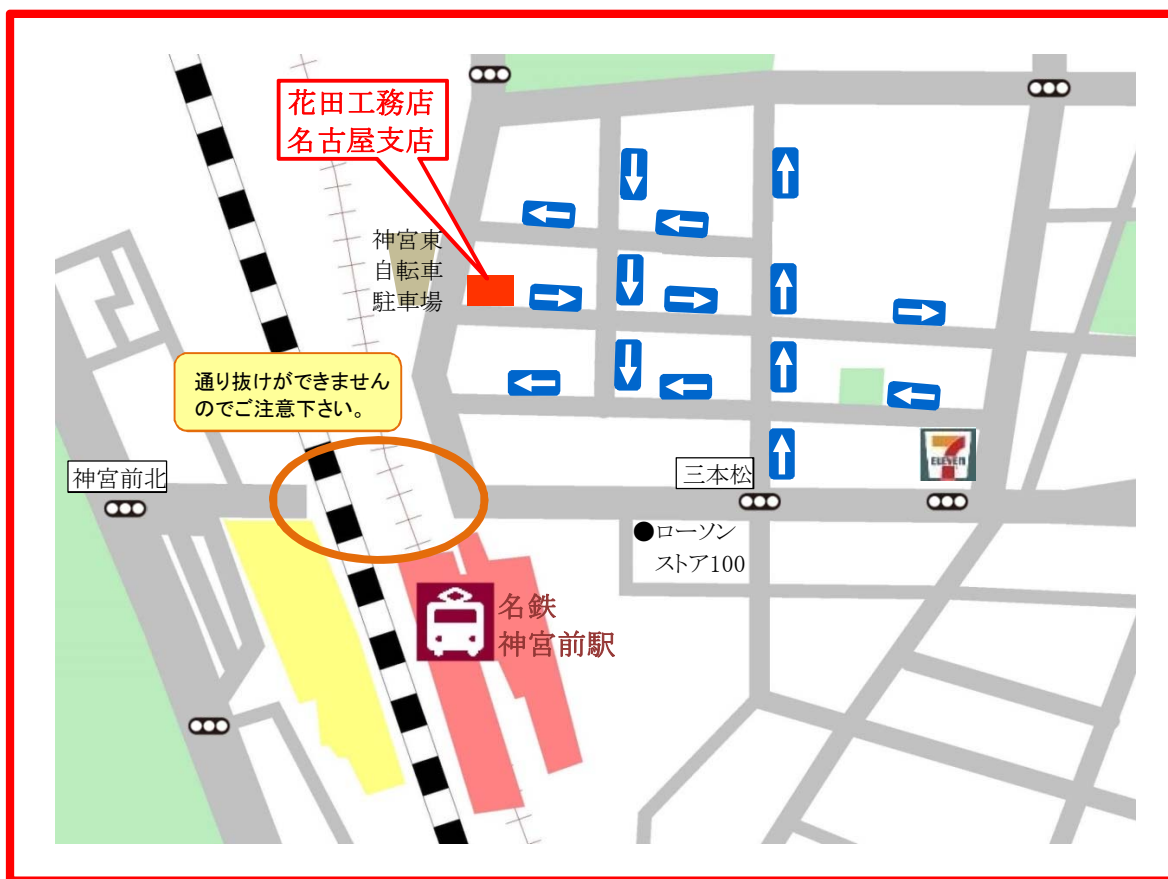 花田工務店
名古屋支店
神宮東
自転車
駐車場
通り抜けができません
のでご注意下さい。
神宮前北
三本松
7
ELEVEN
●ローソン
ストア100
名鉄
神宮前駅